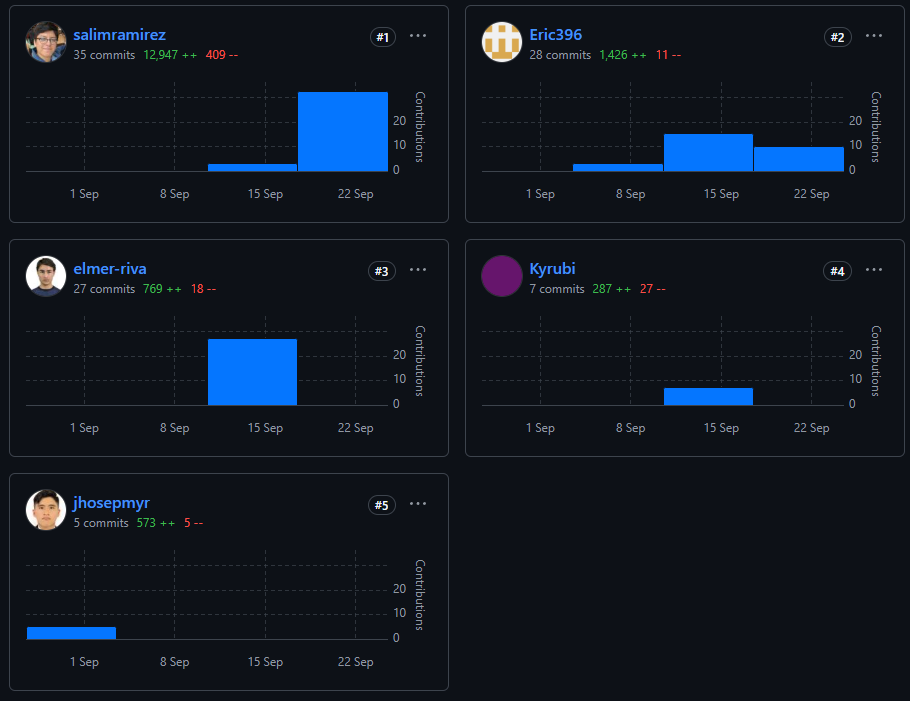 salimramirez #1 ···
35 commits 12,947 ++ 409 --
Contributions
20
10
0
1 Sep 8 Sep 15 Sep 22 Sep
Eric396 #2 ···
28 commits 1,426 ++ 11 --
Contributions
20
10
0
1 Sep 8 Sep 15 Sep 22 Sep
elmer-riva #3 ···
27 commits 769 ++ 18 --
Contributions
20
10
0
1 Sep 8 Sep 15 Sep 22 Sep
Kyrubi #4 ···
7 commits 287 ++ 27 --
Contributions
20
10
0
1 Sep 8 Sep 15 Sep 22 Sep
jhosepmyr #5 ···
5 commits 573 ++ 5 --
Contributions
20
10
0
1 Sep 8 Sep 15 Sep 22 Sep